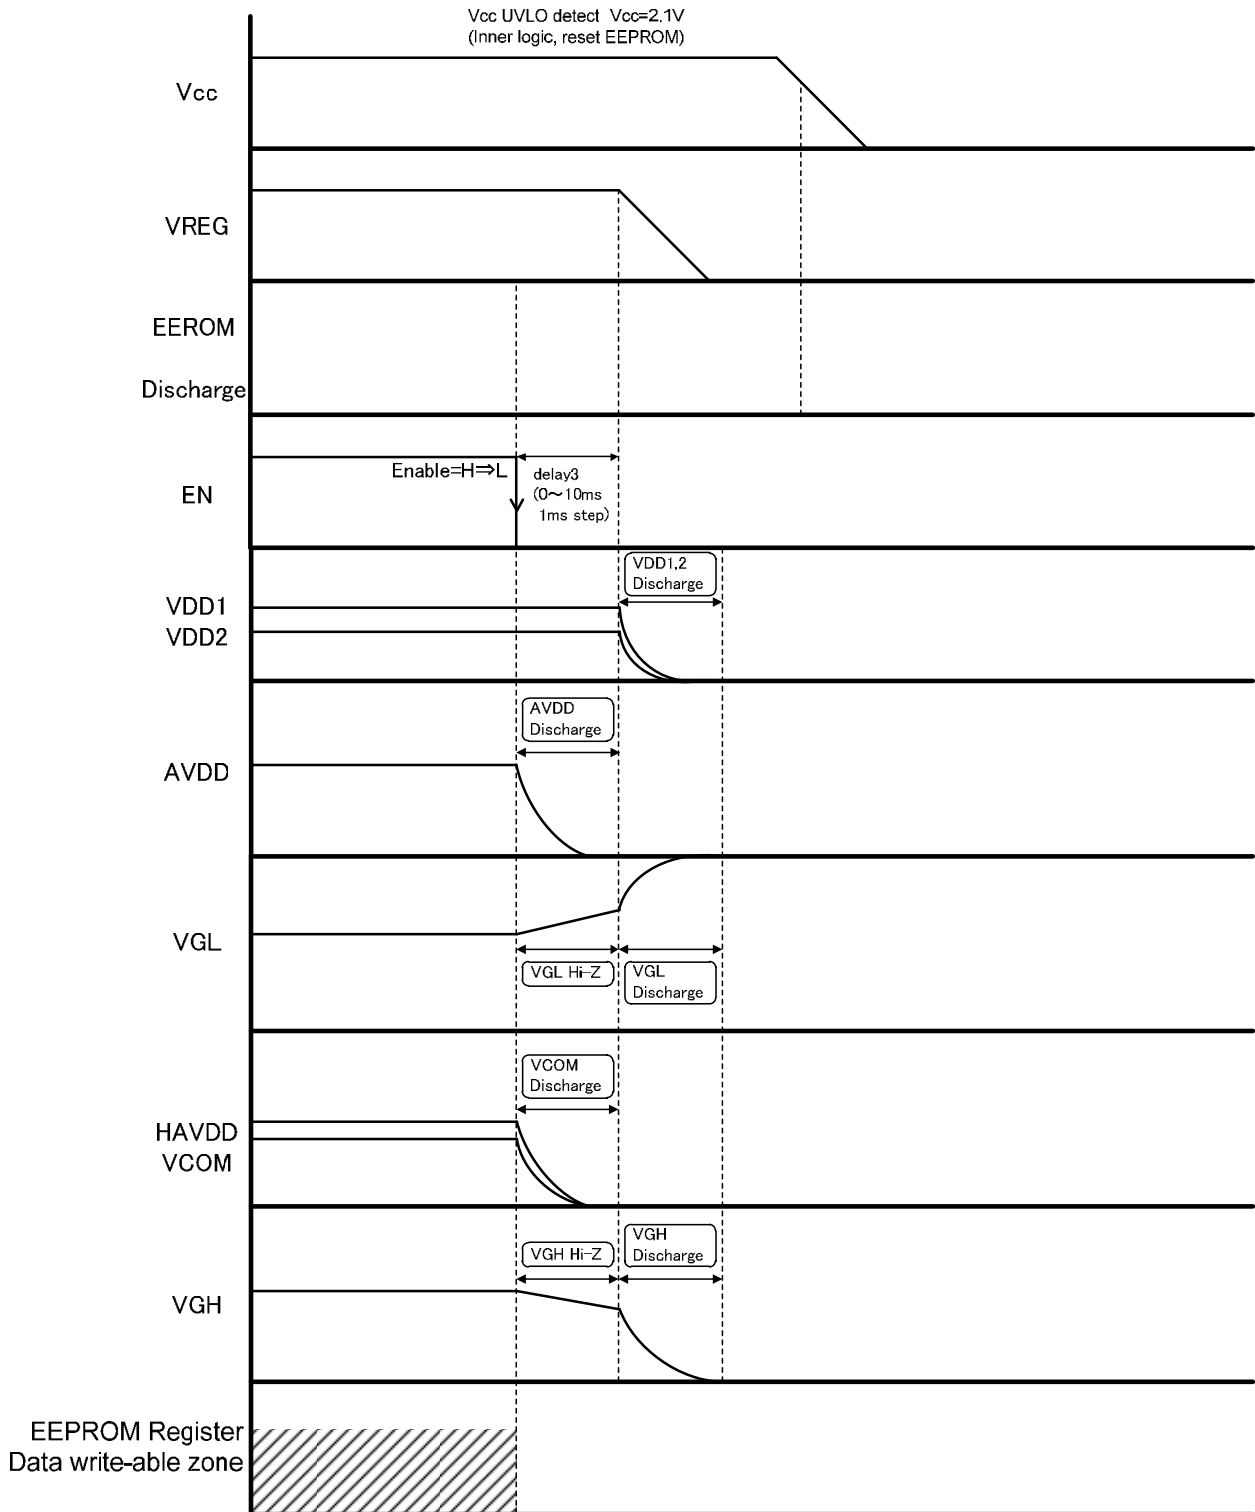 Vcc UVLO detect Vcc=2.1V
(Inner logic, reset EEPROM)
Vcc
VREG
EEROM
Discharge
EN
Enable=H⇒L
delay3
(0～10ms
1ms step)
VDD1,2
Discharge
VDD1
VDD2
AVDD
Discharge
AVDD
VGL
VGL Hi-Z
VGL
Discharge
VCOM
Discharge
HAVDD
VCOM
VGH Hi-Z
VGH
Discharge
VGH
EEPROM Register
Data write-able zone